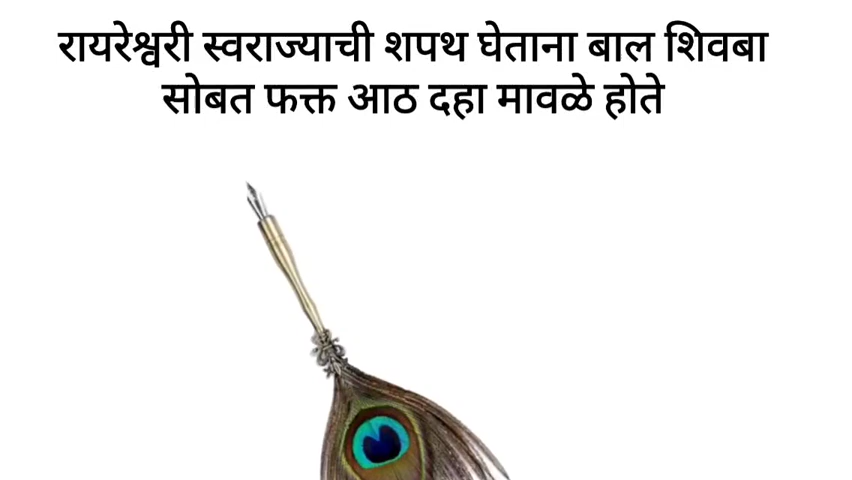 रायरेश्वरी स्वराज्याची शपथ घेताना बाल शिवबा
सोबत फक्त आठ दहा मावळे होते